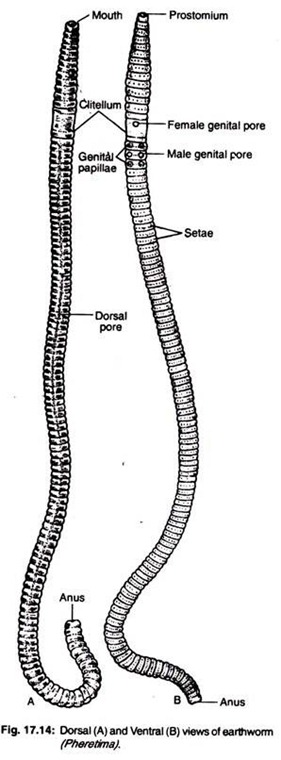 Mouth
Prostomium
Clitellum
Female genital pore
Genital
papillae
Male genital pore
Setae
Dorsal
pore
Anus
A
B
Anus
Fig. 17.14: Dorsal (A) and Ventral (B) views of earthworm
(Pheretima).